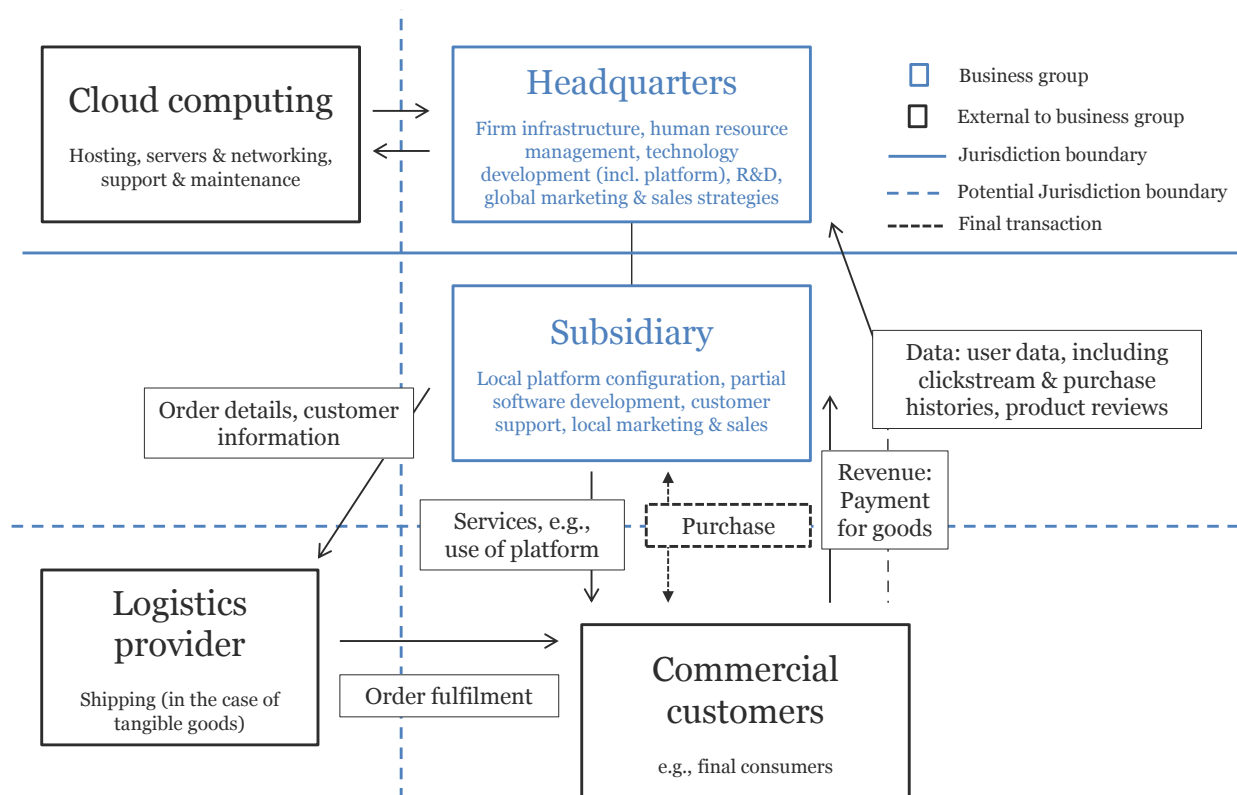 Cloud computing
Hosting, servers & networking,
support & maintenance
Headquarters
Firm infrastructure, human resource
management, technology
development (incl. platform), R&D,
global marketing & sales strategies
Business group
External to business group
Jurisdiction boundary
Potential Jurisdiction boundary
Final transaction
Subsidiary
Local platform configuration, partial
software development, customer
support, local marketing & sales
Data: user data, including
clickstream & purchase
histories, product reviews
Order details, customer
information
Services, e.g.,
use of platform
Purchase
Revenue:
Payment
for goods
Logistics
provider
Shipping (in the case of
tangible goods)
Order fulfilment
Commercial
customers
e.g., final consumers